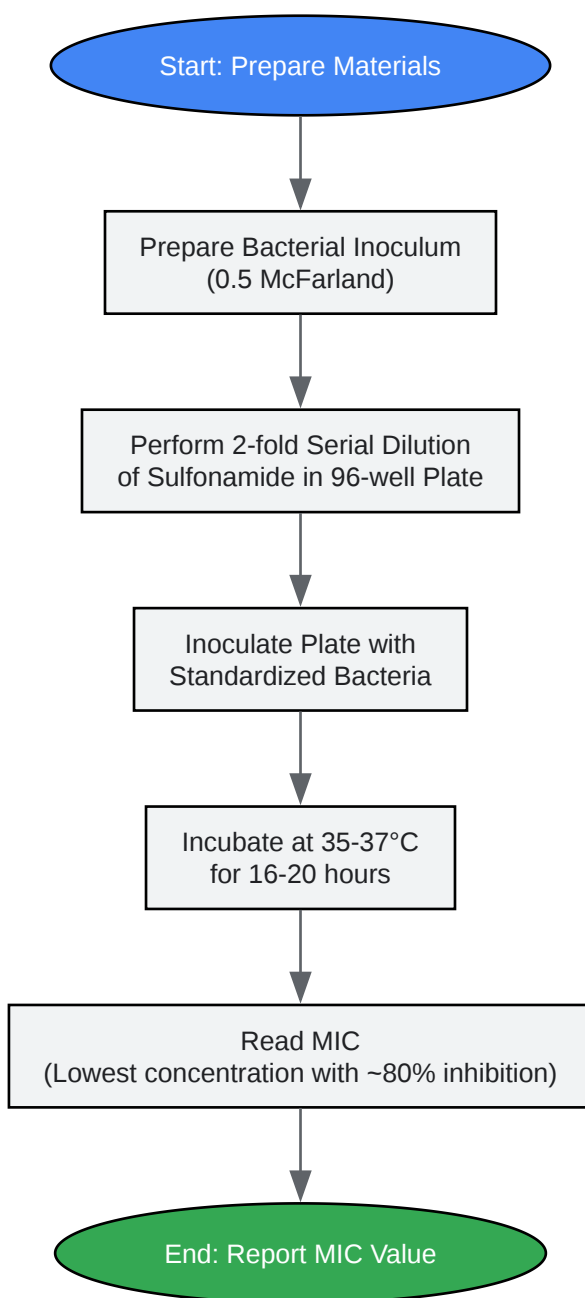 Start: Prepare Materials
Prepare Bacterial Inoculum
(0.5 McFarland)
Perform 2-fold Serial Dilution
of Sulfonamide in 96-well Plate
Inoculate Plate with
Standardized Bacteria
Incubate at 35-37°C
for 16-20 hours
Read MIC
(Lowest concentration with ~80% inhibition)
End: Report MIC Value